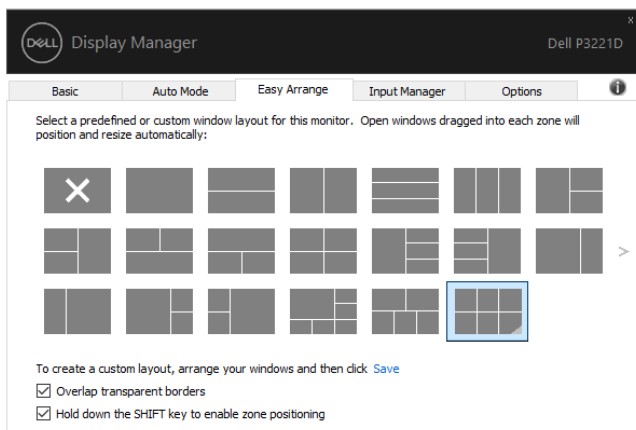 x
DELL Display Manager Dell P3221D
Basic Auto Mode Easy Arrange Input Manager Options i
Select a predefined or custom window layout for this monitor. Open windows dragged into each zone will
position and resize automatically:
>
To create a custom layout, arrange your windows and then click Save
Overlap transparent borders
Hold down the SHIFT key to enable zone positioning